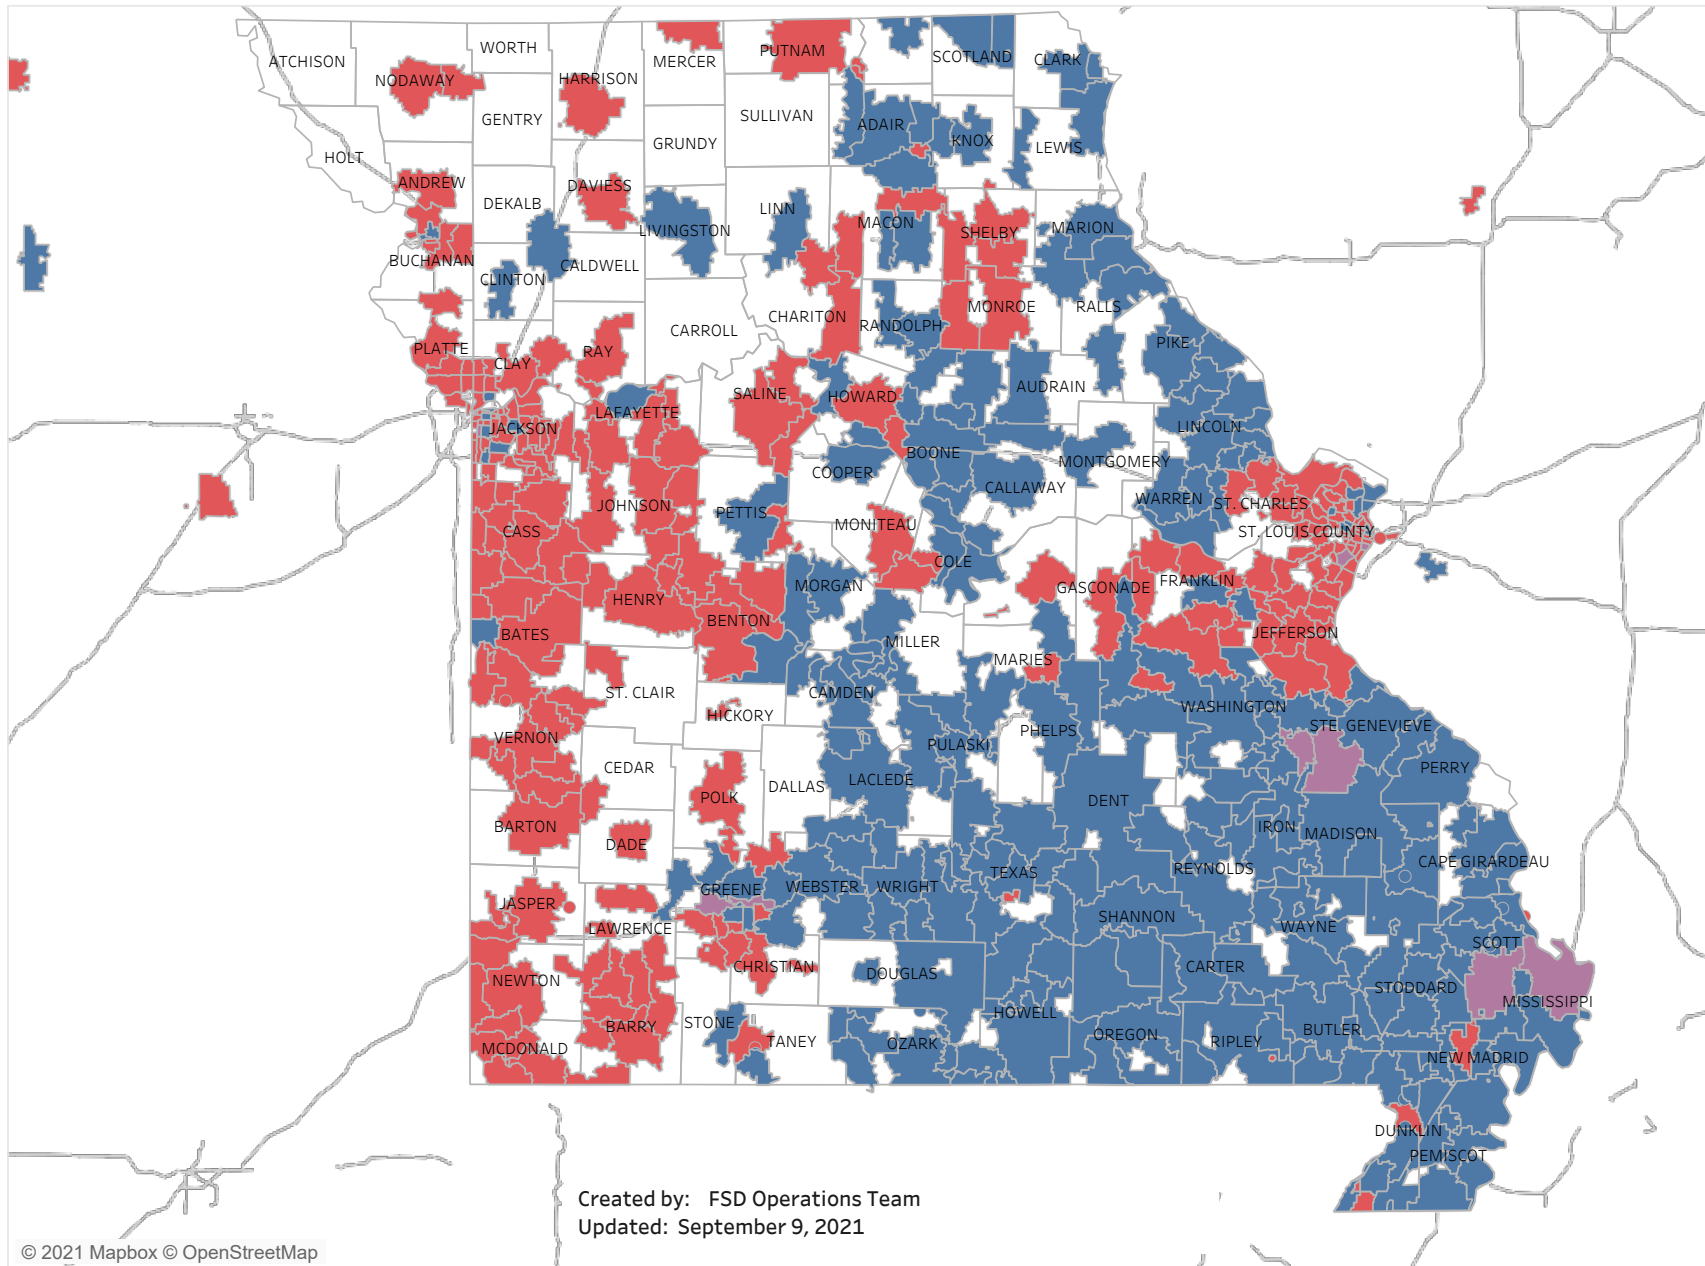 WORTH
ATCHISON
MERCER
PUTNAM
SCOTLAND
CLARK
NODAWAY
HARRISON
GENTRY
SULLIVAN
ADAIR
KNOX
GRUNDY
LEWIS
HOLT
ANDREW
DAVIESS
DEKALB
LINN
MACON
LIVINGSTON
SHELBY
MARION
BUCHANAN
CALDWELL
CLINTON
CHARITON
MONROE
RALLS
RANDOLPH
CARROLL
PIKE
PLATTE
CLAY
RAY
AUDRAIN
SALINE
HOWARD
LAFAYETTE
JACKSON
LINCOLN
BOONE
COOPER
MONTGOMERY
CALLAWAY
WARREN
ST. CHARLES
JOHNSON
PETTIS
MONITEAU
CASS
ST. LOUIS COUNTY
COLE
MORGAN
GASCONADE
FRANKLIN
HENRY
BENTON
BATES
MILLER
JEFFERSON
MARIES
ST. CLAIR
CAMDEN
WASHINGTON
HICKORY
STE. GENEVIEVE
VERNON
PULASKI
PHELPS
CEDAR
PERRY
LACLEDE
DALLAS
POLK
DENT
BARTON
IRON
MADISON
DADE
CAPE GIRARDEAU
REYNOLDS
TEXAS
GREENE
WEBSTER
WRIGHT
JASPER
SHANNON
LAWRENCE
WAYNE
SCOTT
CHRISTIAN
DOUGLAS
CARTER
NEWTON
STODDARD
MISSISSIPPI
HOWELL
STONE
BARRY
TANEY
OZARK
OREGON
RIPLEY
BUTLER
MCDONALD
NEW MADRID
DUNKLIN
PEMISCOT
Created by: FSD Operations Team
Updated: September 9, 2021
© 2021 Mapbox © OpenStreetMap